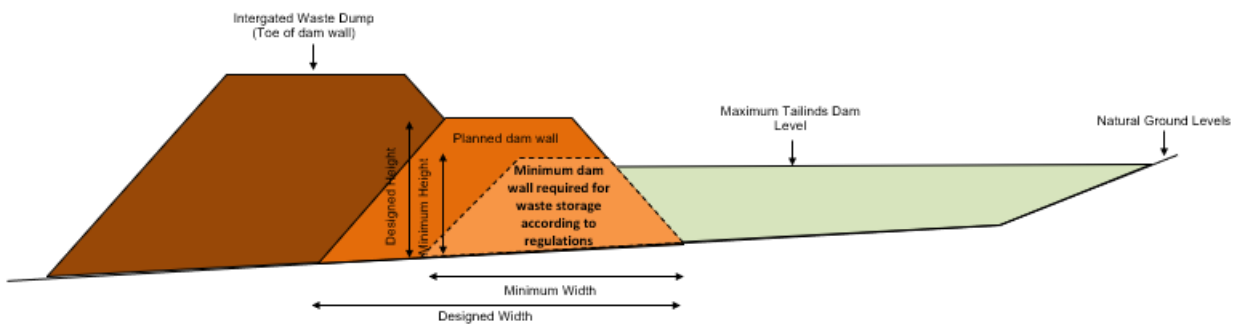 Intergated Waste Dump
(Toe of dam wall)
Maximum Tailinds Dam
Level
Natural Ground Levels
Planned dam wall
Designed Height
Minimum Height
Minimum dam
wall required for
waste storage
according to
regulations
Minimum Width
Designed Width